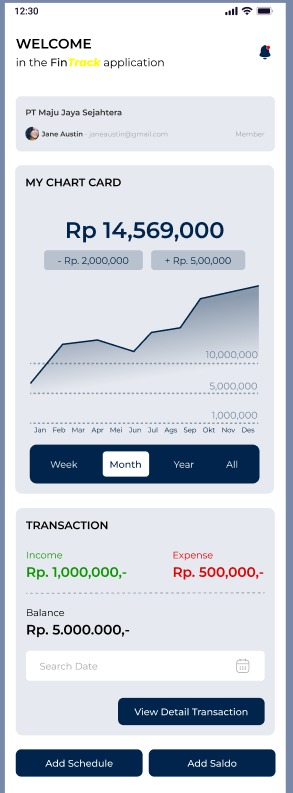 12:30
WELCOME
in the FinTrack application
PT Maju Jaya Sejahtera
Jane Austin - janeaustin@gmail.com Member
MY CHART CARD
Rp 14,569,000
- Rp. 2,000,000 + Rp. 5,00,000
10,000,000
5,000,000
1,000,000
Jan Feb Mar Apr Mei Jun Jul Ags Sep Okt Nov Des
Week Month Year All
TRANSACTION
Income Expense
Rp. 1,000,000,- Rp. 500,000,-
Balance
Rp. 5.000.000,-
Search Date
View Detail Transaction
Add Schedule Add Saldo